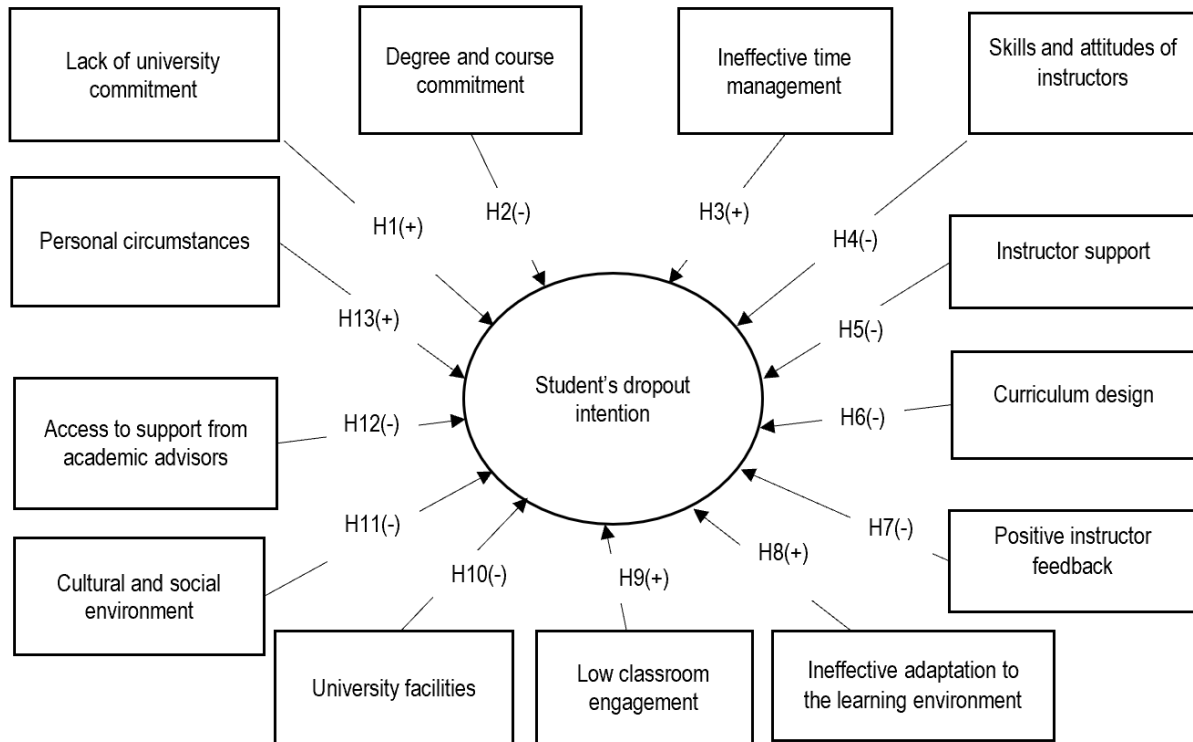 Lack of university
commitment
Degree and course
commitment
Ineffective time
management
Skills and attitudes of
instructors
H1(+)
H2(-)
H3(+)
H4(-)
Personal circumstances
Instructor support
H13(+)
H5(-)
Student’s dropout
intention
Curriculum design
Access to support from
academic advisors
H12(-)
H6(-)
H11(-)
H7(-)
Positive instructor
feedback
Cultural and social
environment
H10(-)
H9(+)
H8(+)
University facilities
Low classroom
engagement
Ineffective adaptation to
the learning environment